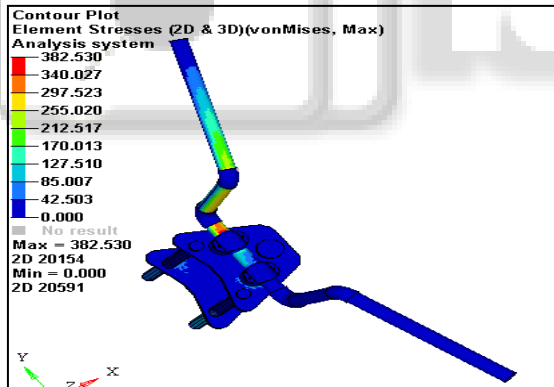 Contour Plot
Element Stresses (2D & 3D)(vonMises, Max)
Analysis system
382.530
340.027
297.523
255.020
212.517
170.013
127.510
85.007
42.503
0.000
No result
Max = 382.530
2D 20154
Min = 0.000
2D 20591
Y
Z
X